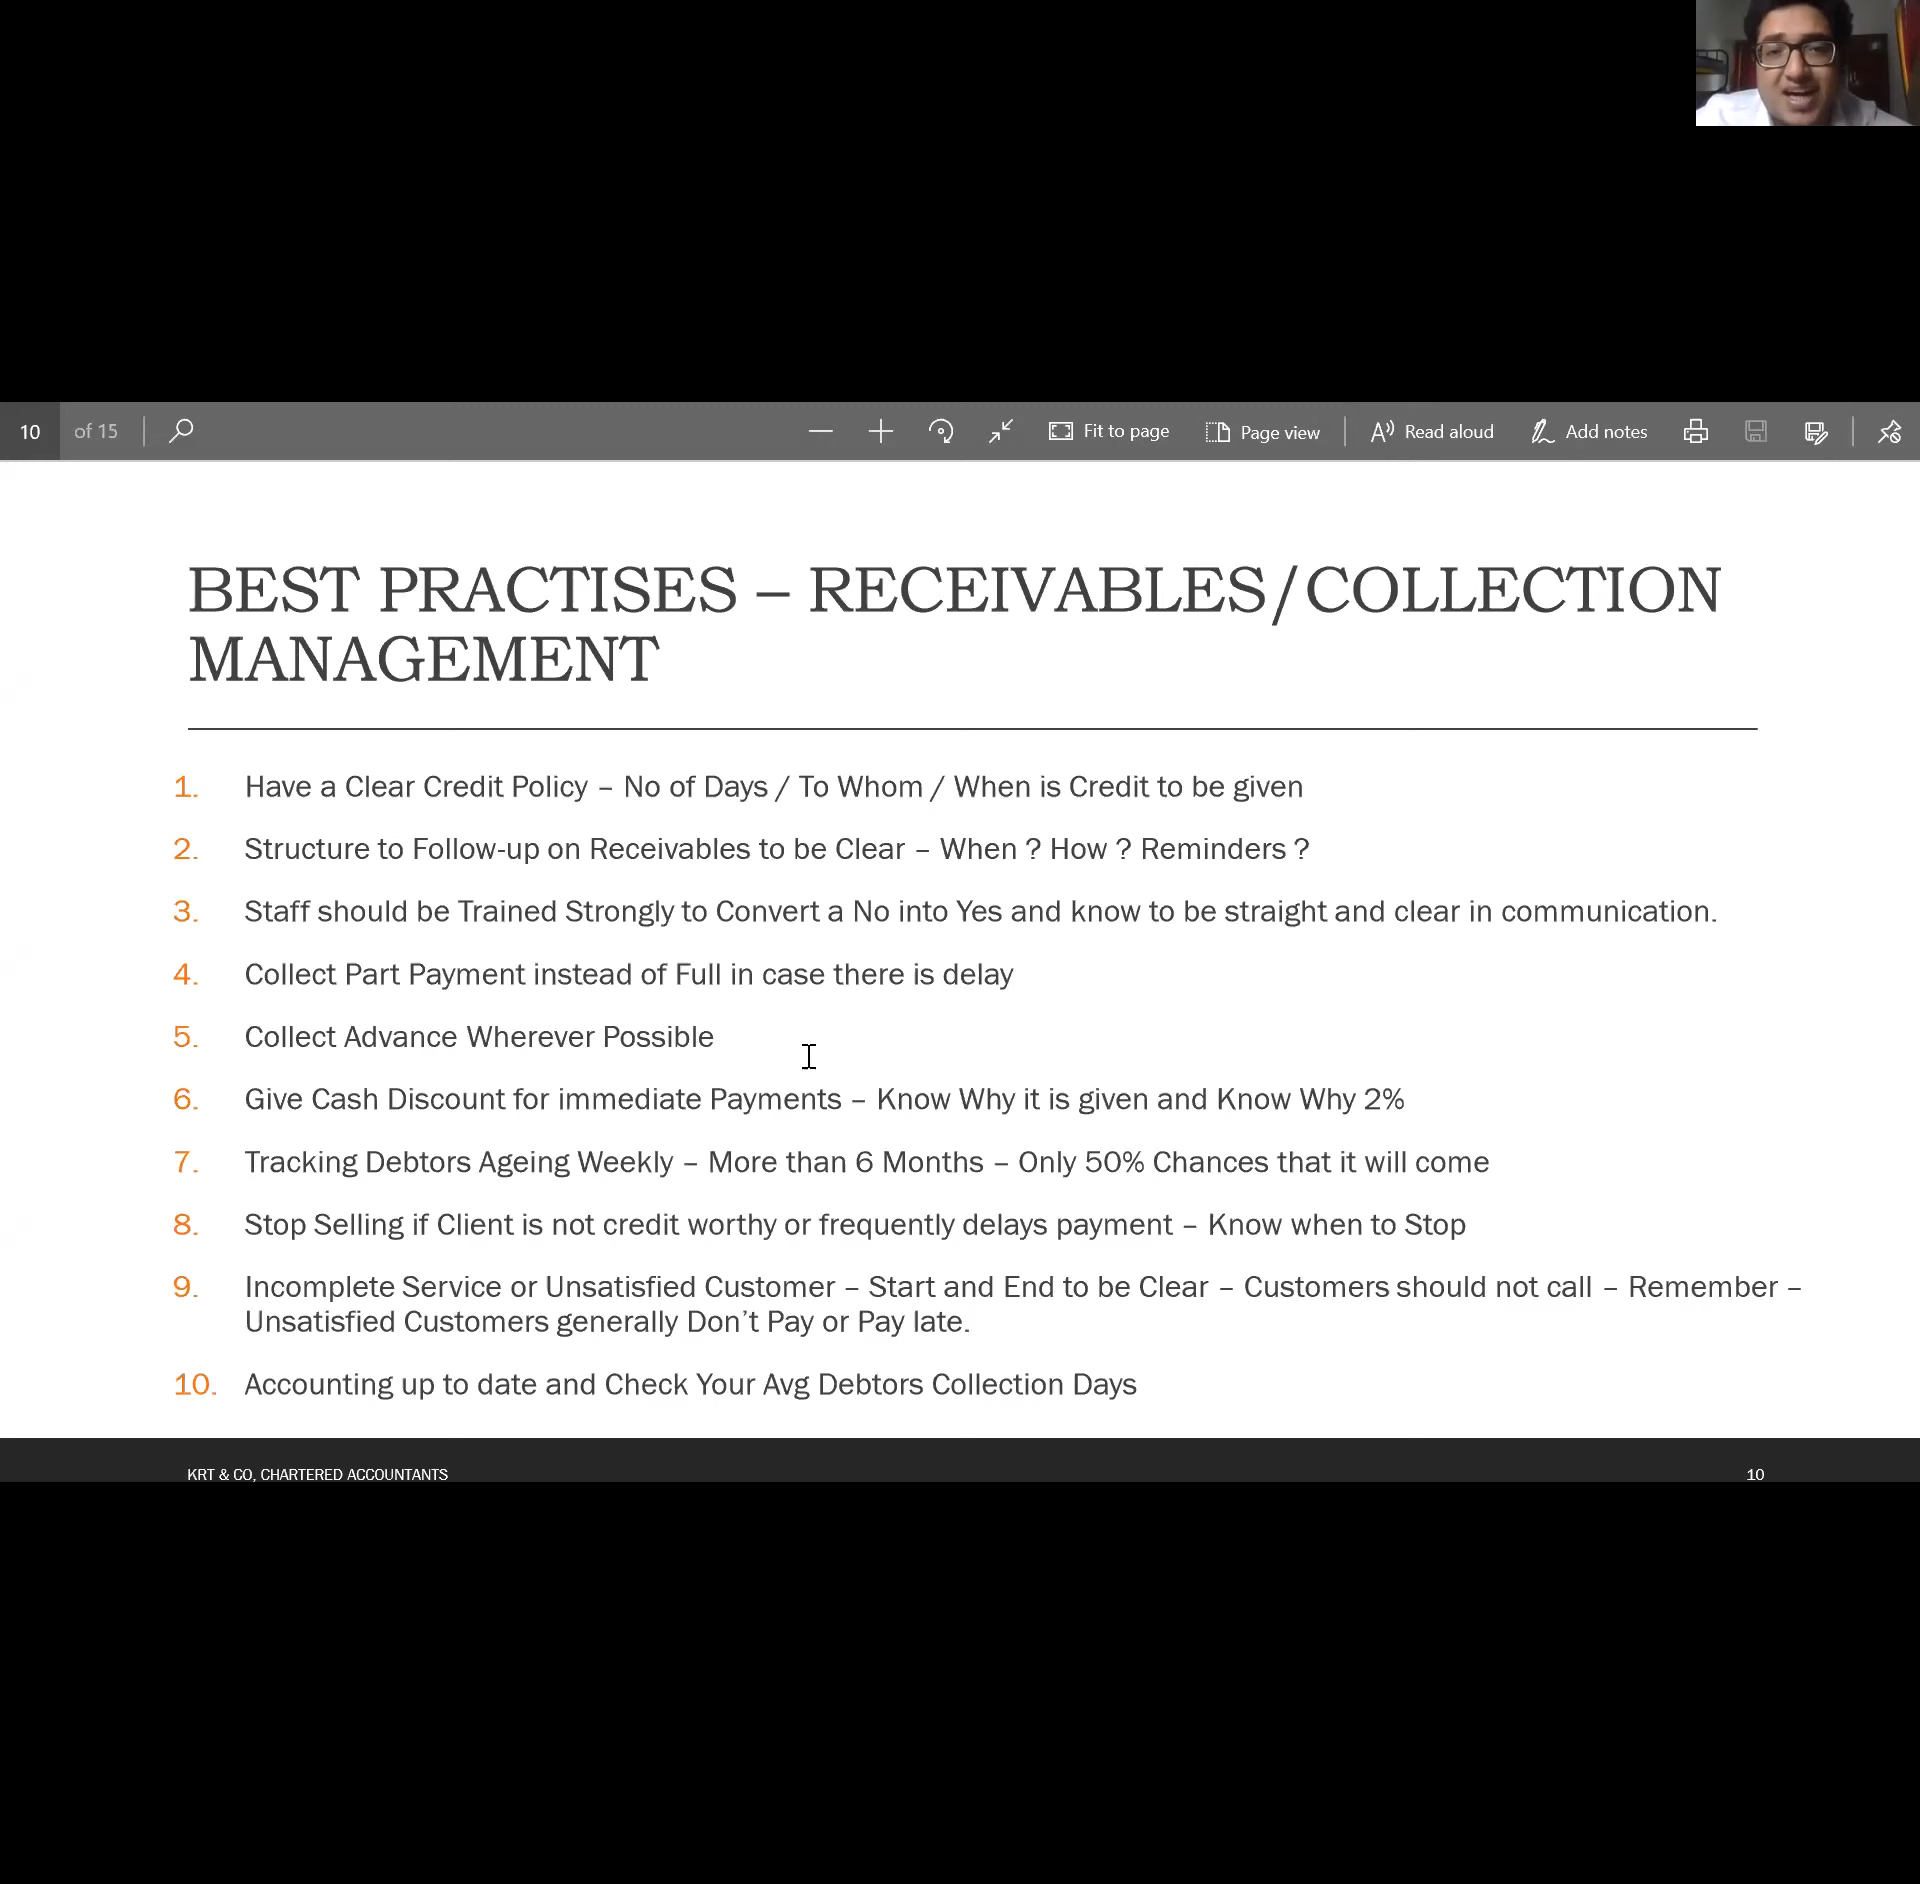 10 of 15 Fit to page Page view Read aloud Add notes
BEST PRACTISES – RECEIVABLES/COLLECTION
MANAGEMENT
1. Have a Clear Credit Policy – No of Days / To Whom / When is Credit to be given
2. Structure to Follow-up on Receivables to be Clear – When ? How ? Reminders ?
3. Staff should be Trained Strongly to Convert a No into Yes and know to be straight and clear in communication.
4. Collect Part Payment instead of Full in case there is delay
5. Collect Advance Wherever Possible
6. Give Cash Discount for immediate Payments – Know Why it is given and Know Why 2%
7. Tracking Debtors Ageing Weekly – More than 6 Months – Only 50% Chances that it will come
8. Stop Selling if Client is not credit worthy or frequently delays payment – Know when to Stop
9. Incomplete Service or Unsatisfied Customer – Start and End to be Clear – Customers should not call – Remember –
Unsatisfied Customers generally Don’t Pay or Pay late.
10. Accounting up to date and Check Your Avg Debtors Collection Days
KRT & CO, CHARTERED ACCOUNTANTS 10